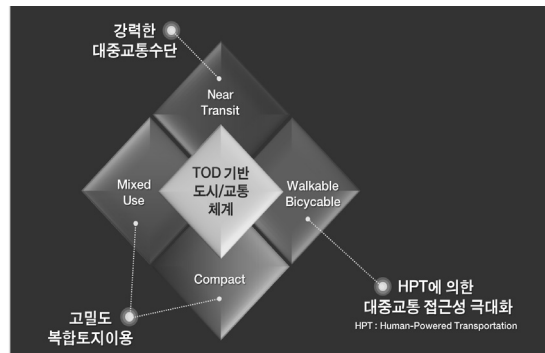 강력한
대중교통수단
Near
Transit
Mixed
Use
TOD 기반
도시/교통
체계
Walkable
Bicycable
Compact
HPT에 의한
대중교통 접근성 극대화
HPT : Human-Powered Transportation
고밀도
복합토지이용